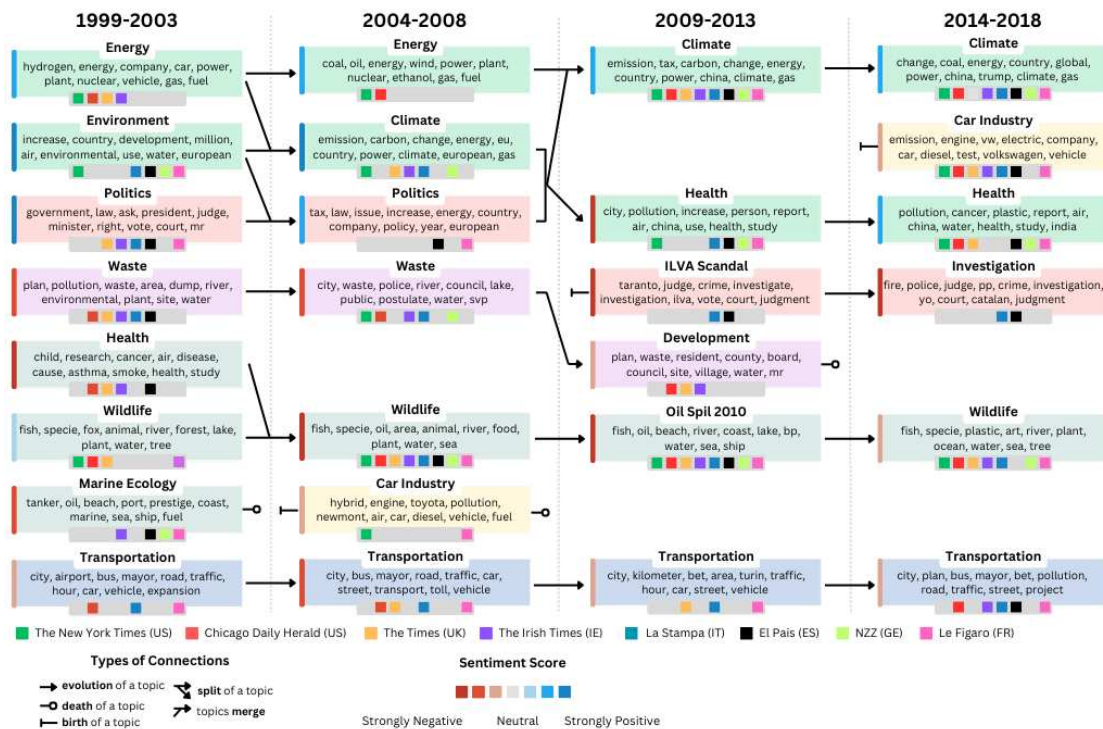 1999-2003
2004-2008
2009-2013
2014-2018
Energy
hydrogen, energy, company, car, power,
plant, nuclear, vehicle, gas, fuel
Environment
increase, country, development, million,
air, environmental, use, water, european
Politics
government, law, ask, president, judge,
minister, right, vote, court, mr
Waste
plan, pollution, waste, area, dump, river,
environmental, plant, site, water
Health
child, research, cancer, air, disease,
cause, asthma, smoke, health, study
Wildlife
fish, specie, fox, animal, river, forest, lake,
plant, water, tree
Marine Ecology
tanker, oil, beach, port, prestige, coast,
marine, sea, ship, fuel
Transportation
city, airport, bus, mayor, road, traffic,
hour, car, vehicle, expansion
Energy
coal, oil, energy, wind, power, plant,
nuclear, ethanol, gas, fuel
Climate
emission, carbon, change, energy, eu,
country, power, climate, european, gas
Politics
tax, law, issue, increase, energy, country,
company, policy, year, european
Waste
city, waste, police, river, council, lake,
public, postulate, water, svp
Wildlife
fish, specie, oil, area, animal, river, food,
plant, water, sea
Car Industry
hybrid, engine, toyota, pollution,
newmont, air, car, diesel, vehicle, fuel
Transportation
city, bus, mayor, road, traffic, car,
street, transport, toll, vehicle
Climate
emission, tax, carbon, change, energy,
country, power, china, climate, gas
Health
city, pollution, increase, person, report,
air, china, use, health, study
ILVA Scandal
taranto, judge, crime, investigate,
investigation, ilva, vote, court, judgment
Development
plan, waste, resident, county, board,
council, site, village, water, mr
Oil Spil 2010
fish, oil, beach, river, coast, lake, bp,
water, sea, ship
Transportation
city, kilometer, bet, area, turin, traffic,
hour, car, street, vehicle
Climate
change, coal, energy, country, global,
power, china, trump, climate, gas
Car Industry
emission, engine, vw, electric, company,
car, diesel, test, volkswagen, vehicle
Health
pollution, cancer, plastic, report, air,
china, water, health, study, india
Investigation
fire, police, judge, pp, crime, investigation,
yo, court, catalan, judgment
Wildlife
fish, specie, plastic, art, river, plant,
ocean, water, sea, tree
Transportation
city, plan, bus, mayor, bet, pollution,
road, traffic, street, project
The New York Times (US)
Chicago Daily Herald (US)
The Times (UK)
The Irish Times (IE)
La Stampa (IT)
El Pais (ES)
NZZ (GE)
Le Figaro (FR)
Types of Connections
evolution of a topic
split of a topic
death of a topic
topics merge
birth of a topic
Sentiment Score
Strongly Negative
Neutral
Strongly Positive